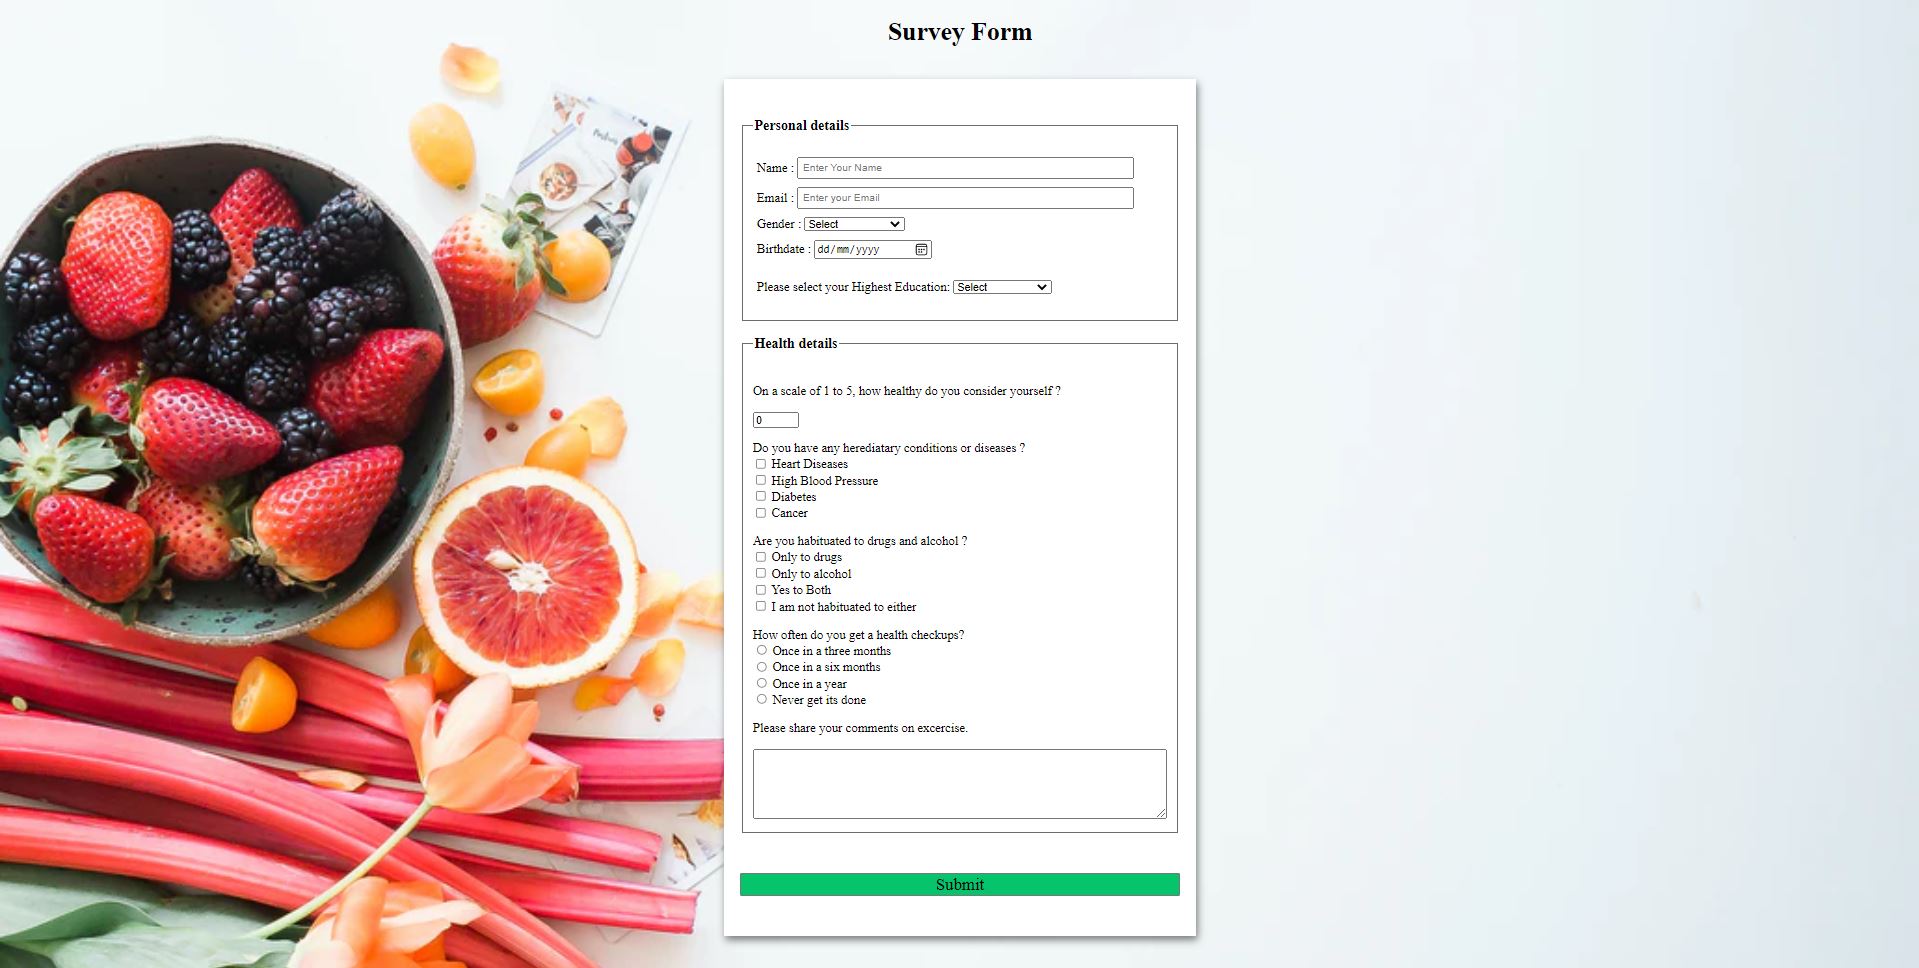 Survey Form
Personal details
Name : Enter Your Name
Email : Enter your Email
Gender : Select
Birthdate : dd/mm/yyyy
Please select your Highest Education: Select
Health details
On a scale of 1 to 5, how healthy do you consider yourself ?
0
Do you have any herediatary conditions or diseases ?
Heart Diseases
High Blood Pressure
Diabetes
Cancer
Are you habituated to drugs and alcohol ?
Only to drugs
Only to alcohol
Yes to Both
I am not habituated to either
How often do you get a health checkups?
Once in a three months
Once in a six months
Once in a year
Never get its done
Please share your comments on excercise.
Submit